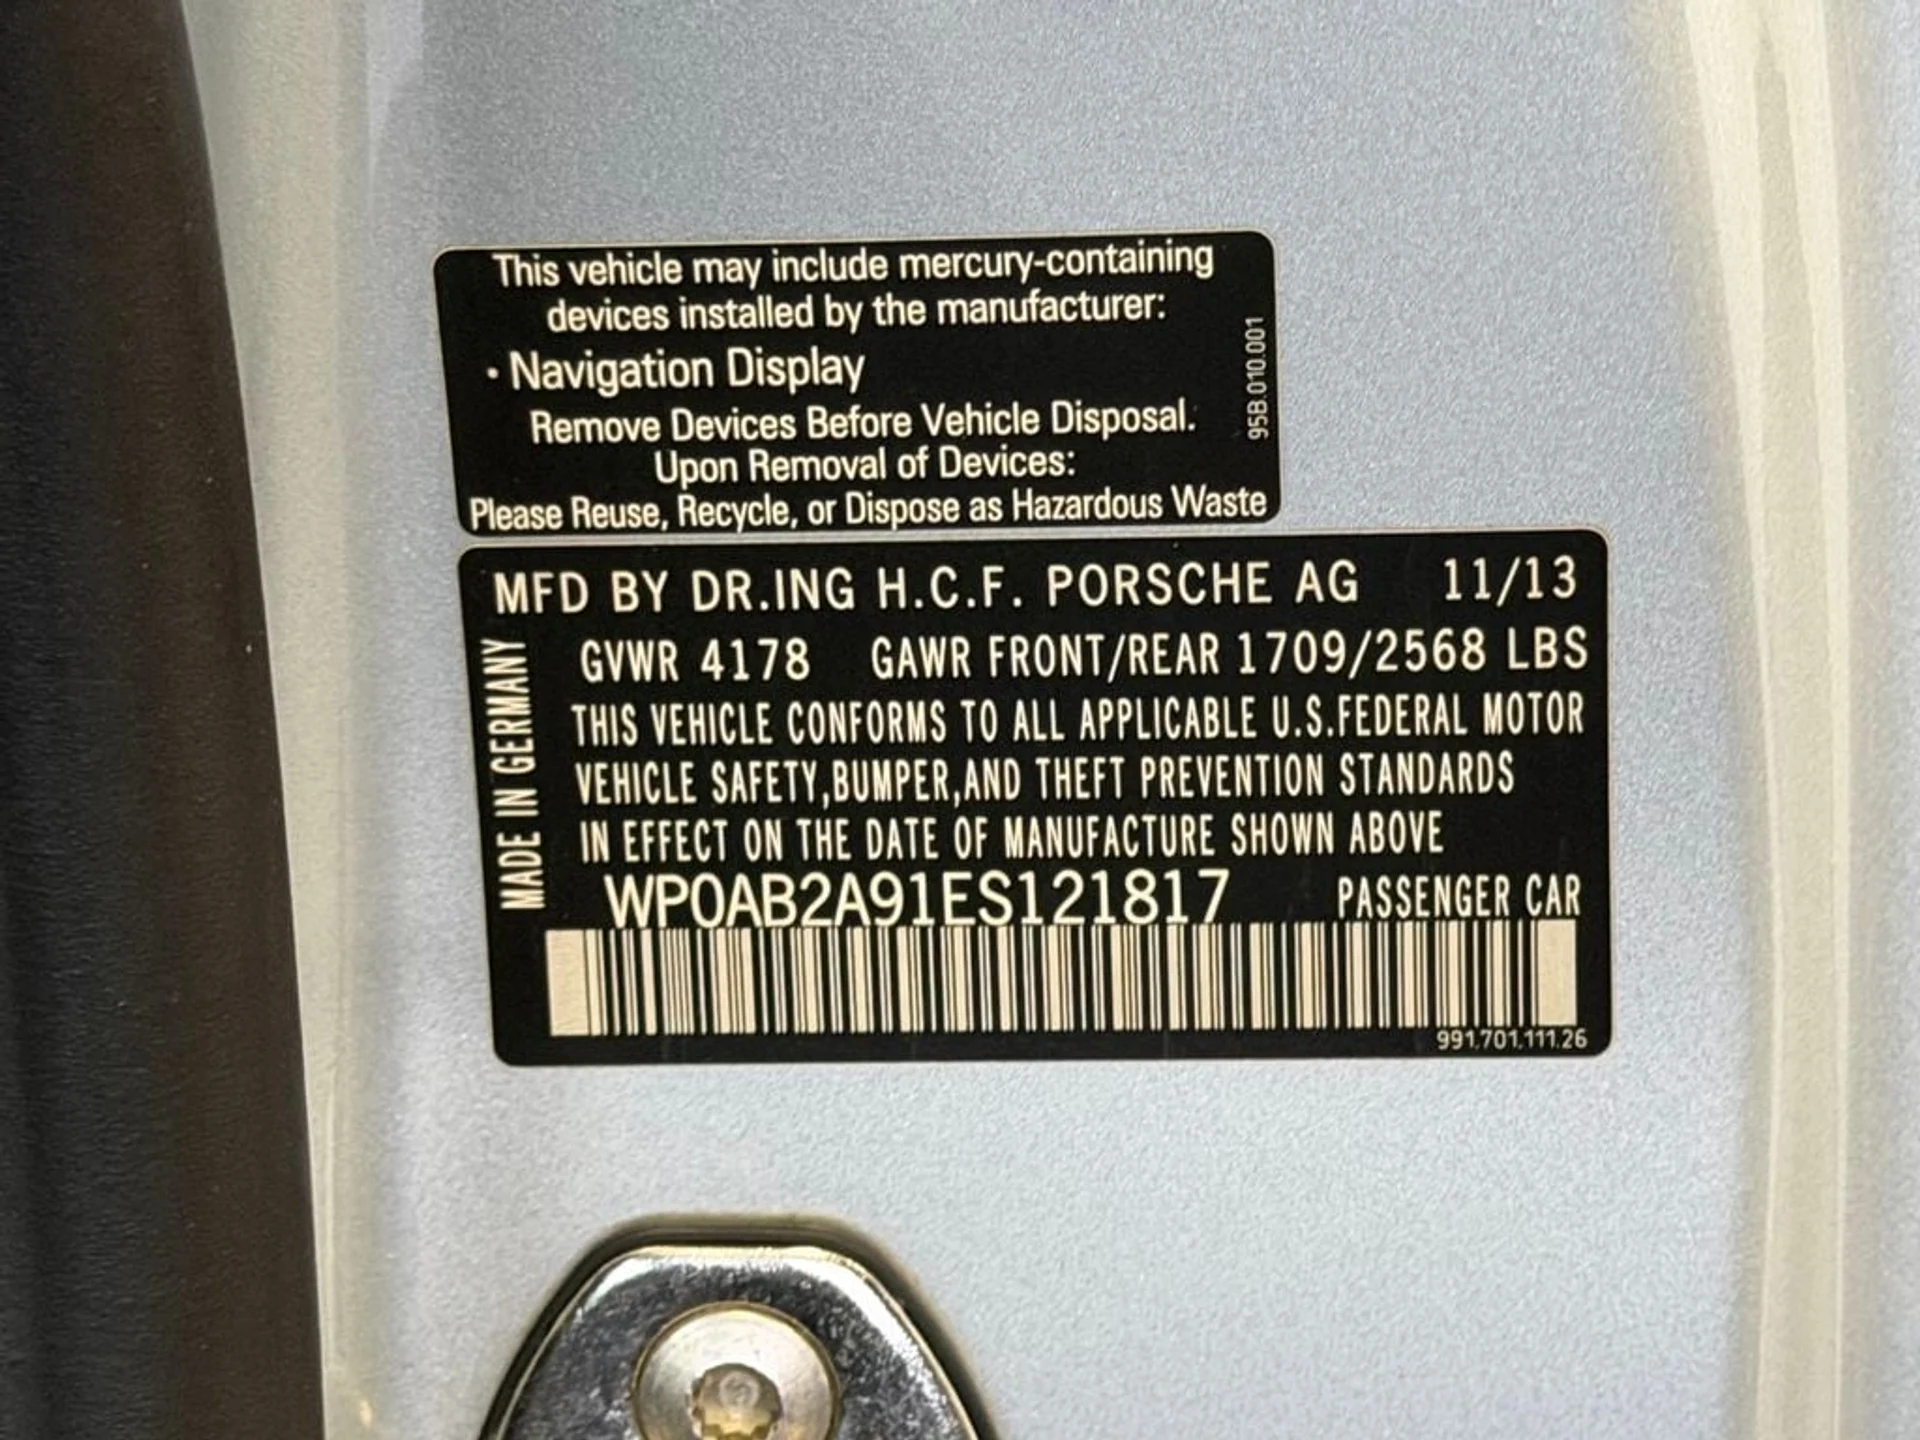 This vehicle may include mercury-containing
devices installed by the manufacturer:
• Navigation Display
Remove Devices Before Vehicle Disposal.
Upon Removal of Devices:
Please Reuse, Recycle, or Dispose as Hazardous Waste
95B.010.001
MFD BY DR.ING H.C.F. PORSCHE AG 11/13
GVWR 4178 GAWR FRONT/REAR 1709/2568 LBS
THIS VEHICLE CONFORMS TO ALL APPLICABLE U.S.FEDERAL MOTOR
VEHICLE SAFETY,BUMPER,AND THEFT PREVENTION STANDARDS
IN EFFECT ON THE DATE OF MANUFACTURE SHOWN ABOVE
WP0AB2A91ES121817 PASSENGER CAR
991.701.111.26
MADE IN GERMANY